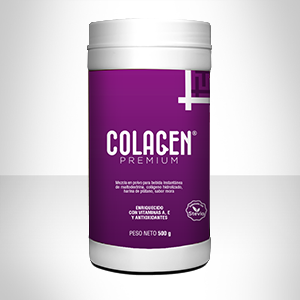 COLAGEN®
PREMIUM
Mezcla en polvo para bebida instantánea,
de maltodextrina, colágeno hidrolizado,
harina de plátano, sabor mora.
ENRIQUECIDO
CON VITAMINAS A, E
Y ANTIOXIDANTES
PESO NETO 500 g
Stevia